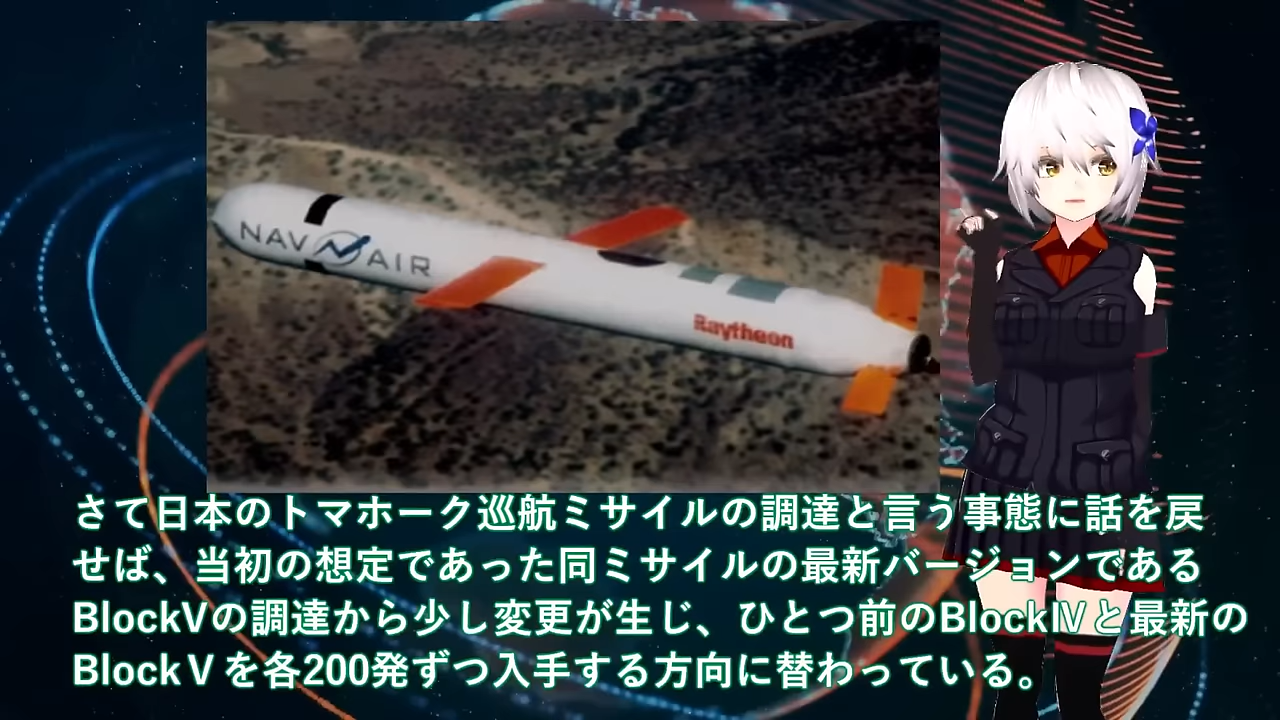 NAV AIR
Raytheon
さて日本のトマホーク巡航ミサイルの調達と言う事態に話を戻
せば、当初の想定であった同ミサイルの最新バージョンである
BlockVの調達から少し変更が生じ、ひとつ前のBlockⅣと最新の
BlockⅤを各200発ずつ入手する方向に替わっている。